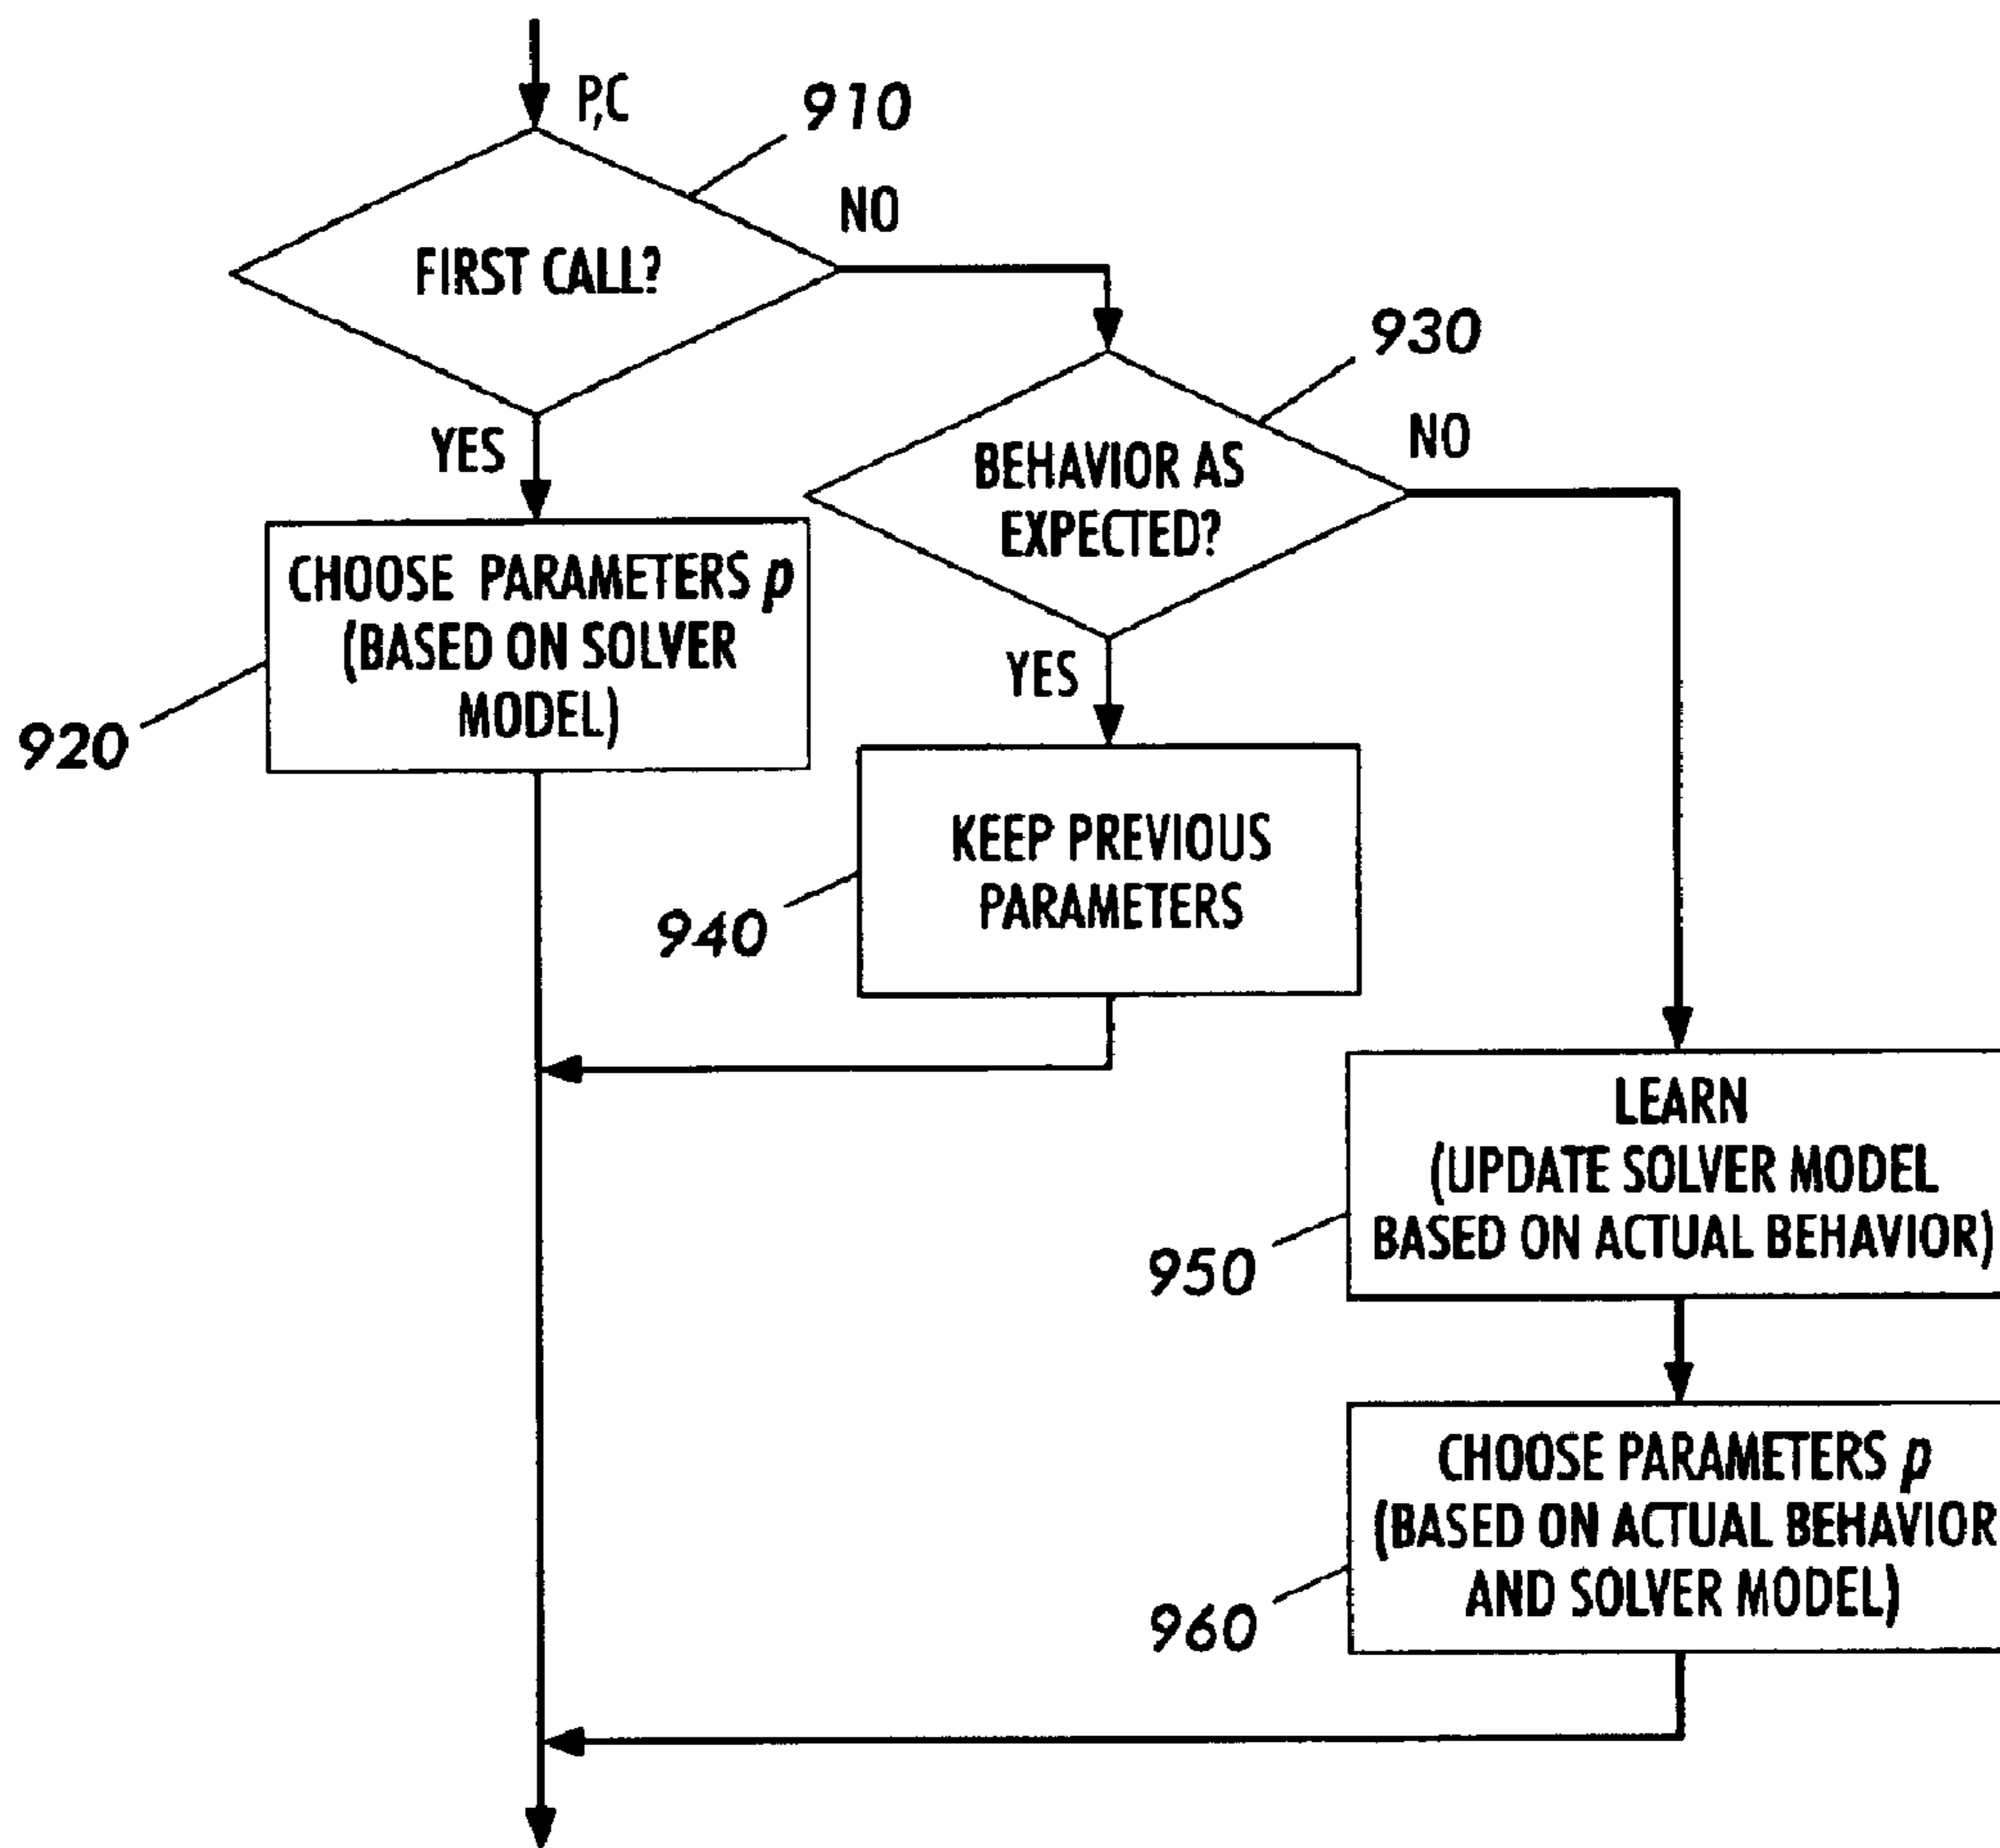 P,C
910
NO
FIRST CALL?
930
YES
NO
BEHAVIOR AS
EXPECTED?
CHOOSE PARAMETERS p
(BASED ON SOLVER
MODEL)
YES
920
KEEP PREVIOUS
PARAMETERS
940
LEARN
(UPDATE SOLVER MODEL
BASED ON ACTUAL BEHAVIOR)
950
CHOOSE PARAMETERS p
(BASED ON ACTUAL BEHAVIOR
AND SOLVER MODEL)
960